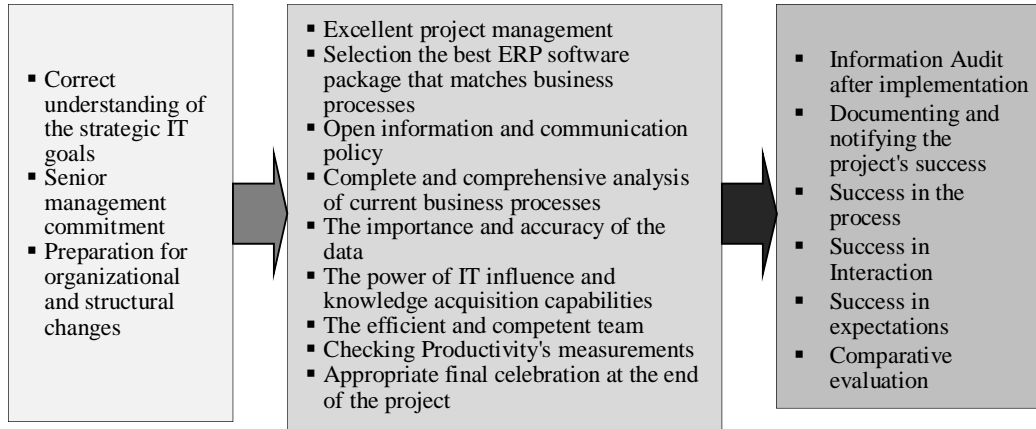 ▪ Correct
understanding of
the strategic IT
goals
▪ Senior
management
commitment
▪ Preparation for
organizational
and structural
changes
▪ Excellent project management
▪ Selection the best ERP software
package that matches business
processes
▪ Open information and communication
policy
▪ Complete and comprehensive analysis
of current business processes
▪ The importance and accuracy of the
data
▪ The power of IT influence and
knowledge acquisition capabilities
▪ The efficient and competent team
▪ Checking Productivity's measurements
▪ Appropriate final celebration at the end
of the project
▪ Information Audit
after implementation
▪ Documenting and
notifying the
project's success
▪ Success in the
process
▪ Success in
Interaction
▪ Success in
expectations
▪ Comparative
evaluation